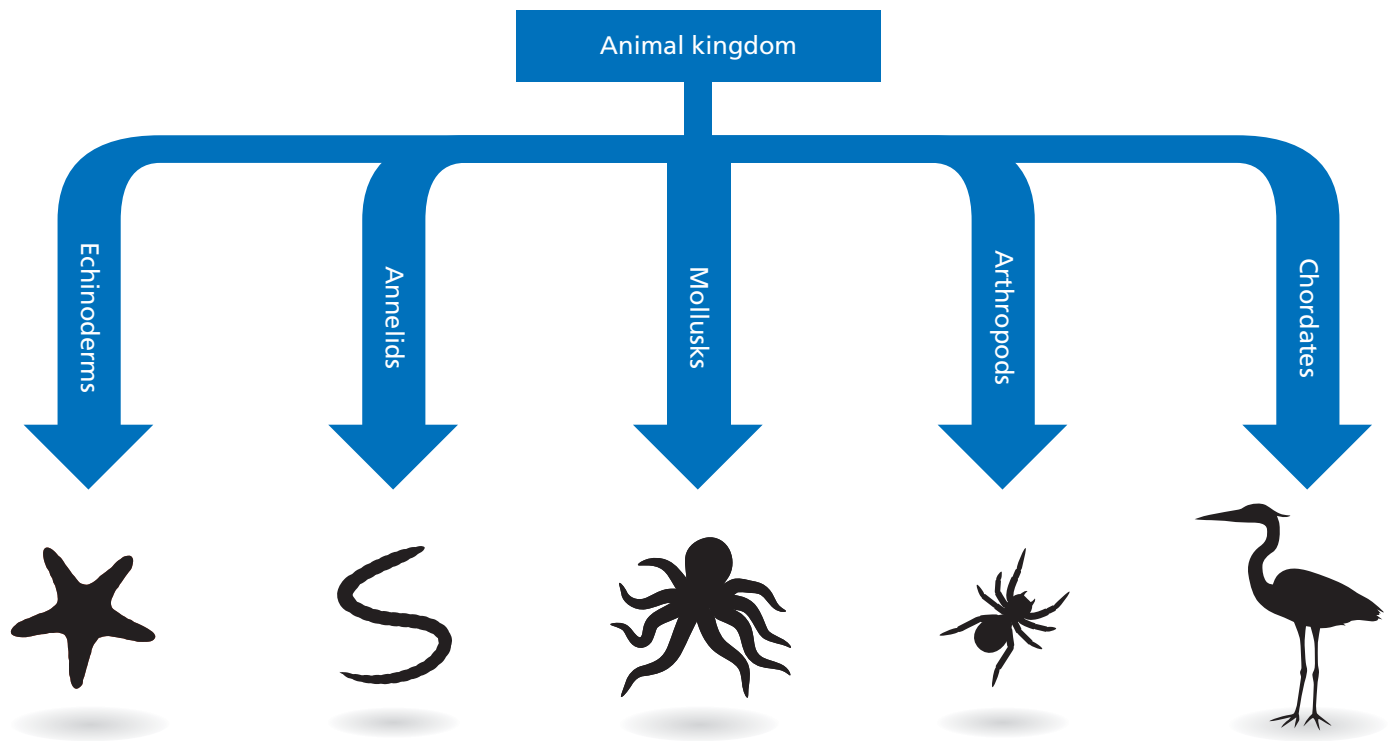 Animal kingdom
Echinoderms
Annelids
Mollusks
Arthropods
Chordates